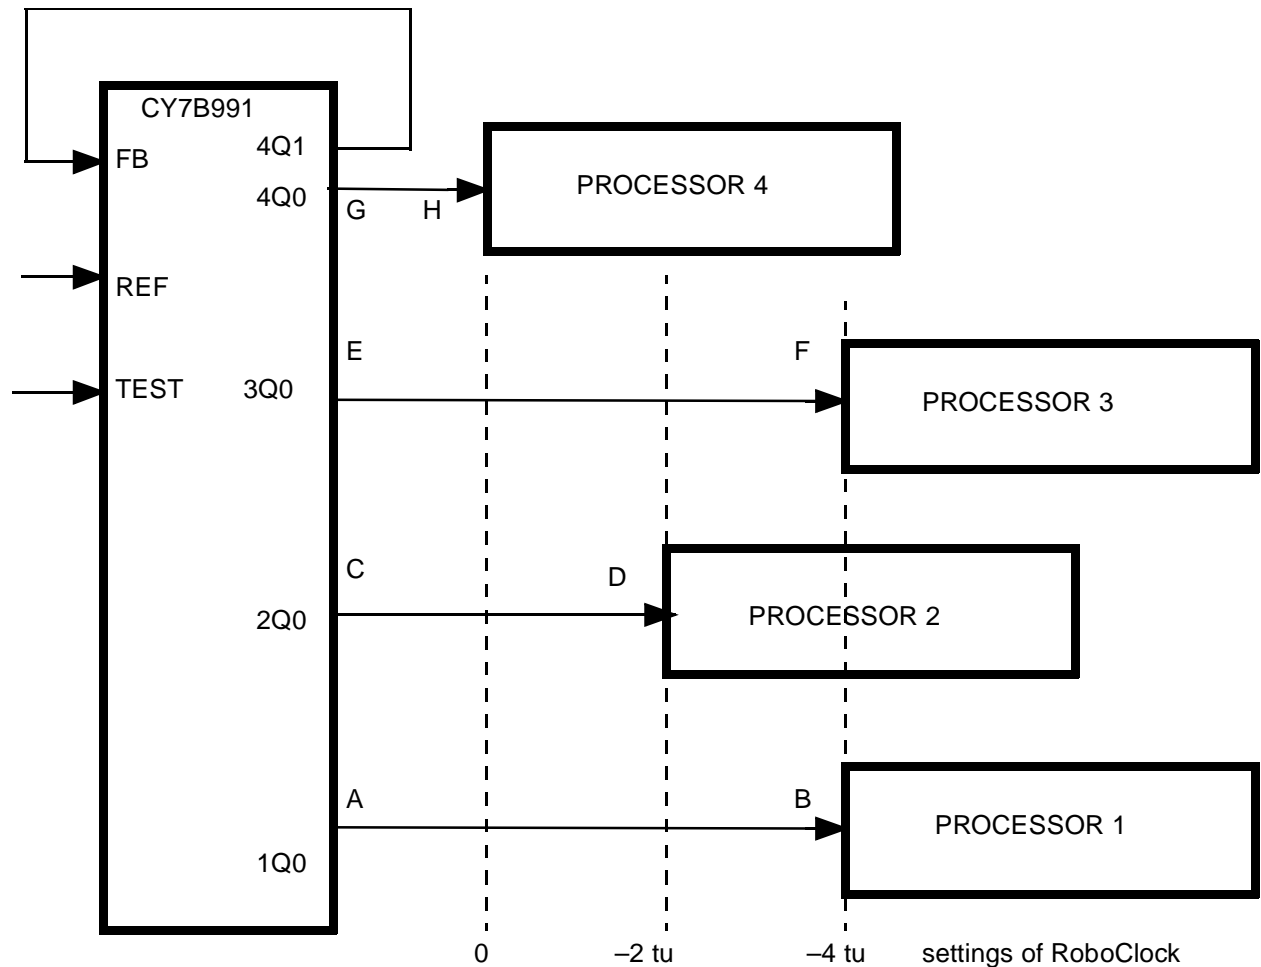 CY7B991
4Q1
FB
PROCESSOR 4
4Q0
G
H
REF
E
F
TEST
3Q0
PROCESSOR 3
C
D
2Q0
PROCESSOR 2
A
B
PROCESSOR 1
1Q0
0
–2 tu
–4 tu
settings of RoboClock